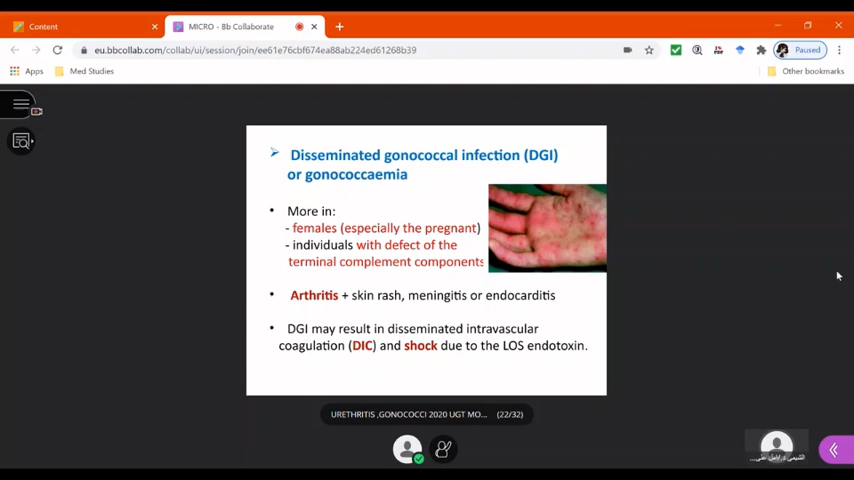 Content
MICRO - Bb Collaborate
eu.bbcollab.com/collab/ui/session/join/ee61e76cbf674ea88ab224ed61268b39
Paused
Apps
Med Studies
Other bookmarks
➢ Disseminated gonococcal infection (DGI)
or gonococcaemia
• More in:
- females (especially the pregnant)
- individuals with defect of the
terminal complement components
• Arthritis + skin rash, meningitis or endocarditis
• DGI may result in disseminated intravascular
coagulation (DIC) and shock due to the LOS endotoxin.
URETHRITIS ,GONOCOCCI 2020 UGT MO... (22/32)